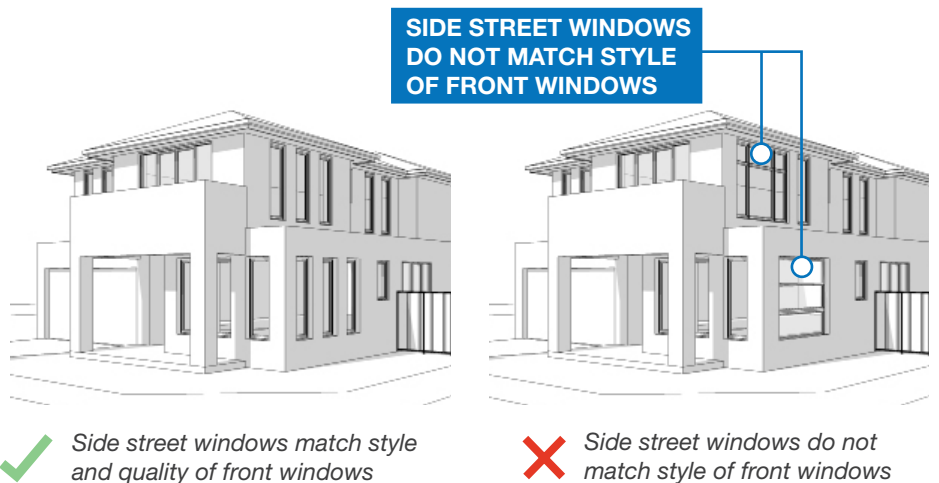 SIDE STREET WINDOWS
DO NOT MATCH STYLE
OF FRONT WINDOWS
Side street windows match style
and quality of front windows
Side street windows do not
match style of front windows